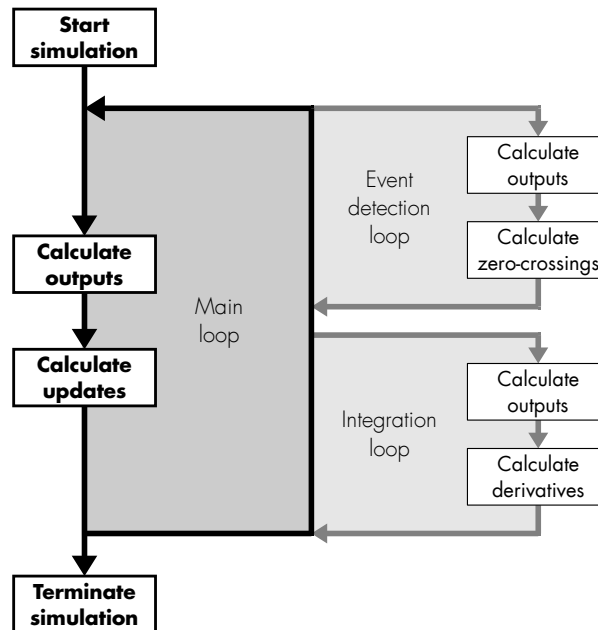 Start
simulation
Calculate
outputs
Event
detection
loop
Calculate
zero-crossings
Calculate
outputs
Main
loop
Calculate
updates
Calculate
outputs
Integration
loop
Calculate
derivatives
Terminate
simulation